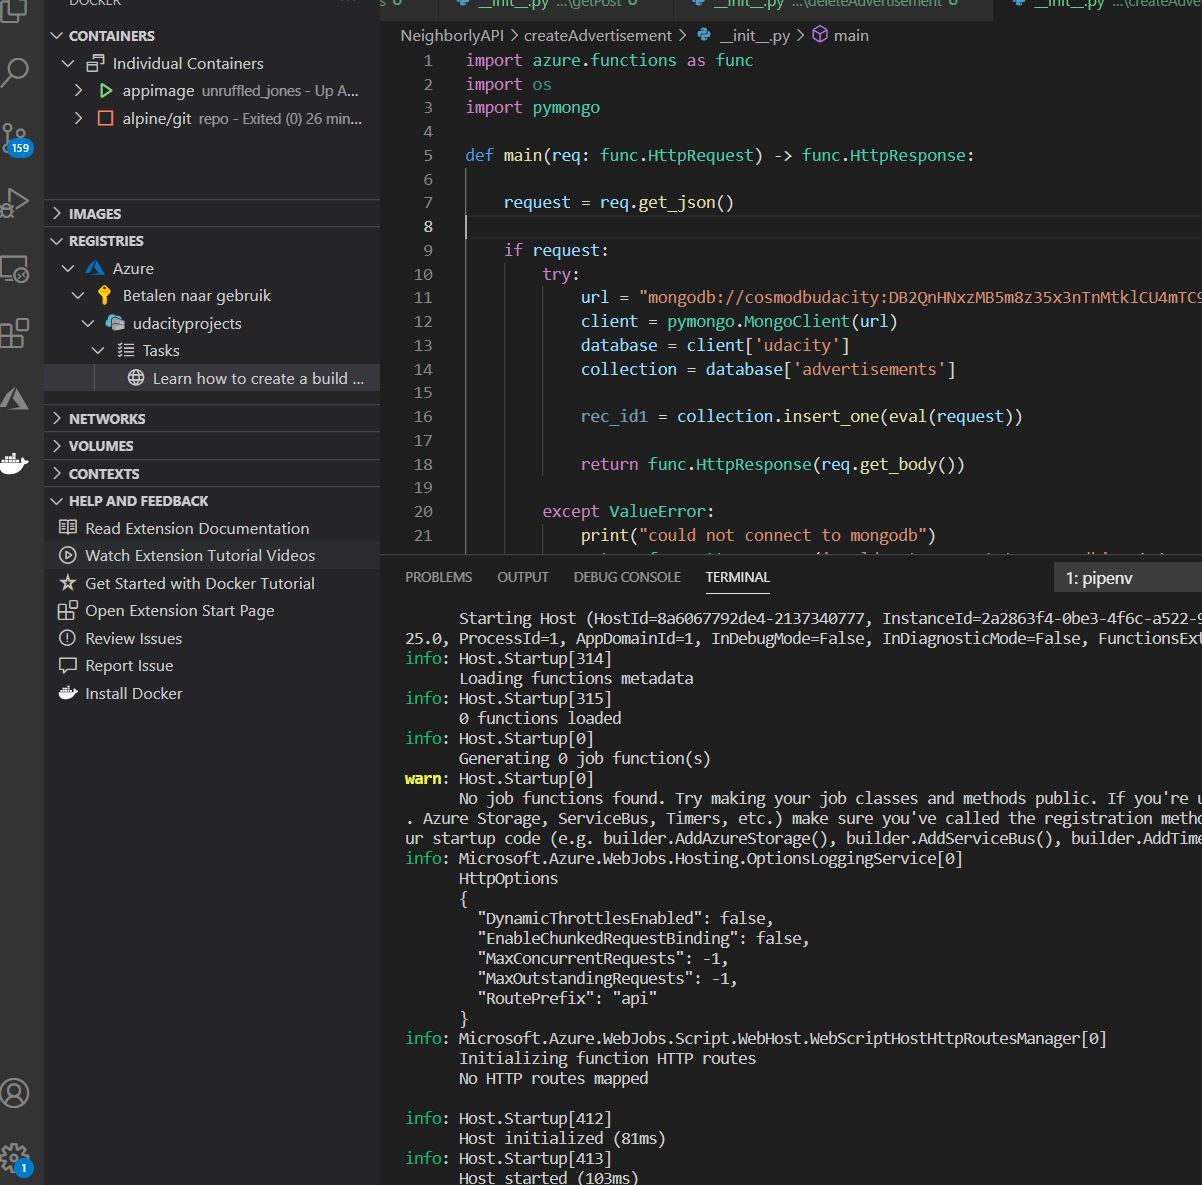 DOCKER
CONTAINERS
Individual Containers
appimage unruffled_jones - Up A...
alpine/git repo - Exited (0) 26 min...
159
IMAGES
REGISTRIES
Azure
Betalen naar gebruik
udacityprojects
Tasks
Learn how to create a build ...
NETWORKS
VOLUMES
CONTEXTS
HELP AND FEEDBACK
Read Extension Documentation
Watch Extension Tutorial Videos
Get Started with Docker Tutorial
Open Extension Start Page
Review Issues
Report Issue
Install Docker
1
__init__.py ...\getPost U
__init__.py ...\deleteAdvertisement U
__init__.py ...\createAdver
NeighborlyAPI > createAdvertisement > __init__.py > main
1 import azure.functions as func
2 import os
3 import pymongo
4
5 def main(req: func.HttpRequest) -> func.HttpResponse:
6
7 request = req.get_json()
8
9 if request:
10 try:
11 url = "mongodb://cosmodbudacity:DB2QnHNxzMB5m8z35x3nTnMtklCU4mTC9
12 client = pymongo.MongoClient(url)
13 database = client['udacity']
14 collection = database['advertisements']
15
16 rec_id1 = collection.insert_one(eval(request))
17
18 return func.HttpResponse(req.get_body())
19
20 except ValueError:
21 print("could not connect to mongodb")
PROBLEMS OUTPUT DEBUG CONSOLE TERMINAL 1: pipenv
Starting Host (HostId=8a6067792de4-2137340777, InstanceId=2a2863f4-0be3-4f6c-a522-9
25.0, ProcessId=1, AppDomainId=1, InDebugMode=False, InDiagnosticMode=False, FunctionsExt
info: Host.Startup[314]
Loading functions metadata
info: Host.Startup[315]
0 functions loaded
info: Host.Startup[0]
Generating 0 job function(s)
warn: Host.Startup[0]
No job functions found. Try making your job classes and methods public. If you're u
. Azure Storage, ServiceBus, Timers, etc.) make sure you've called the registration metho
ur startup code (e.g. builder.AddAzureStorage(), builder.AddServiceBus(), builder.AddTime
info: Microsoft.Azure.WebJobs.Hosting.OptionsLoggingService[0]
HttpOptions
{
"DynamicThrottlesEnabled": false,
"EnableChunkedRequestBinding": false,
"MaxConcurrentRequests": -1,
"MaxOutstandingRequests": -1,
"RoutePrefix": "api"
}
info: Microsoft.Azure.WebJobs.Script.WebHost.WebScriptHostHttpRoutesManager[0]
Initializing function HTTP routes
No HTTP routes mapped
info: Host.Startup[412]
Host initialized (81ms)
info: Host.Startup[413]
Host started (103ms)